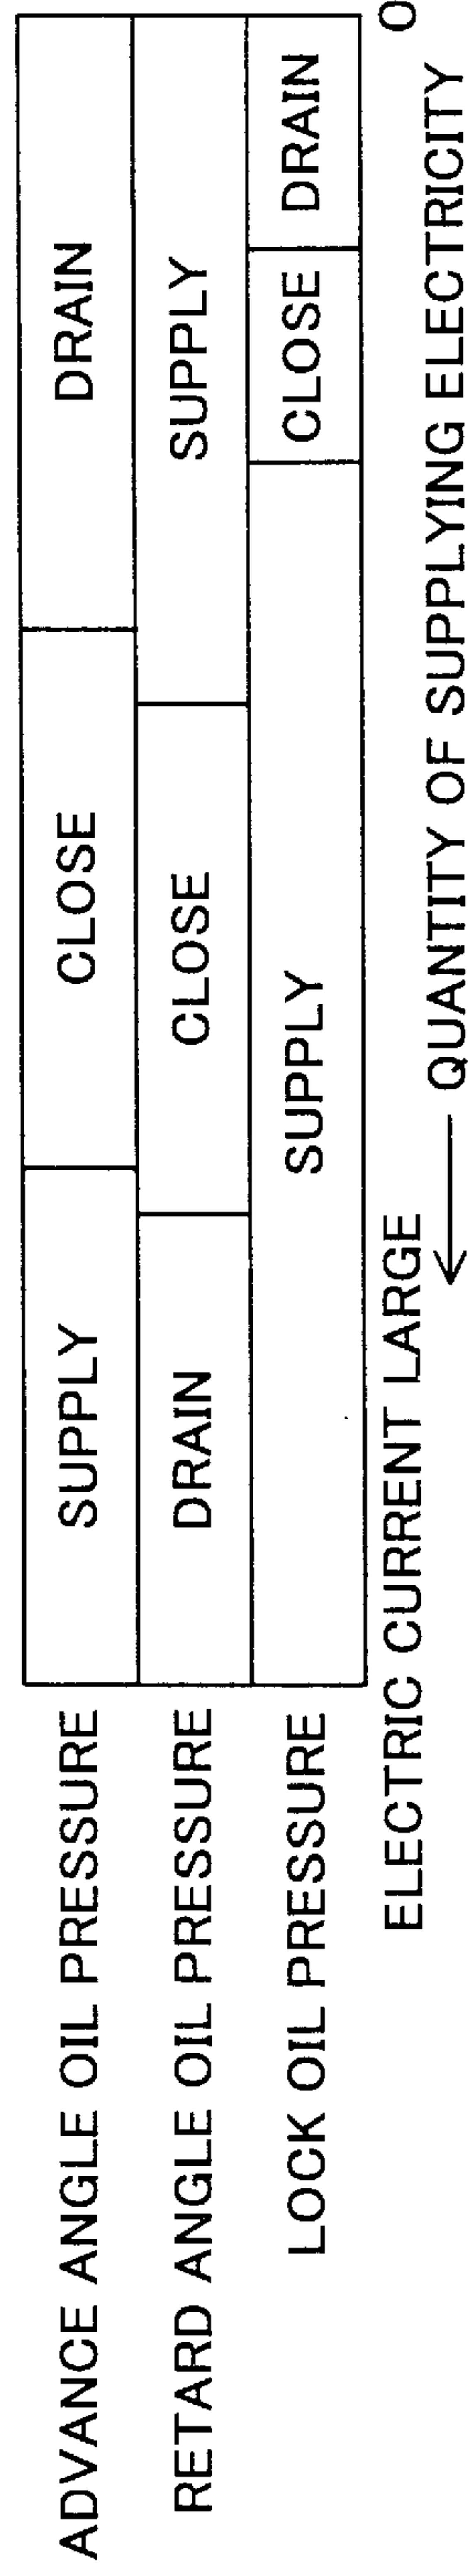 ADVANCE ANGLE OIL PRESSURE SUPPLY CLOSE DRAIN
RETARD ANGLE OIL PRESSURE DRAIN CLOSE SUPPLY
LOCK OIL PRESSURE SUPPLY CLOSE DRAIN
ELECTRIC CURRENT LARGE 0
← QUANTITY OF SUPPLYING ELECTRICITY